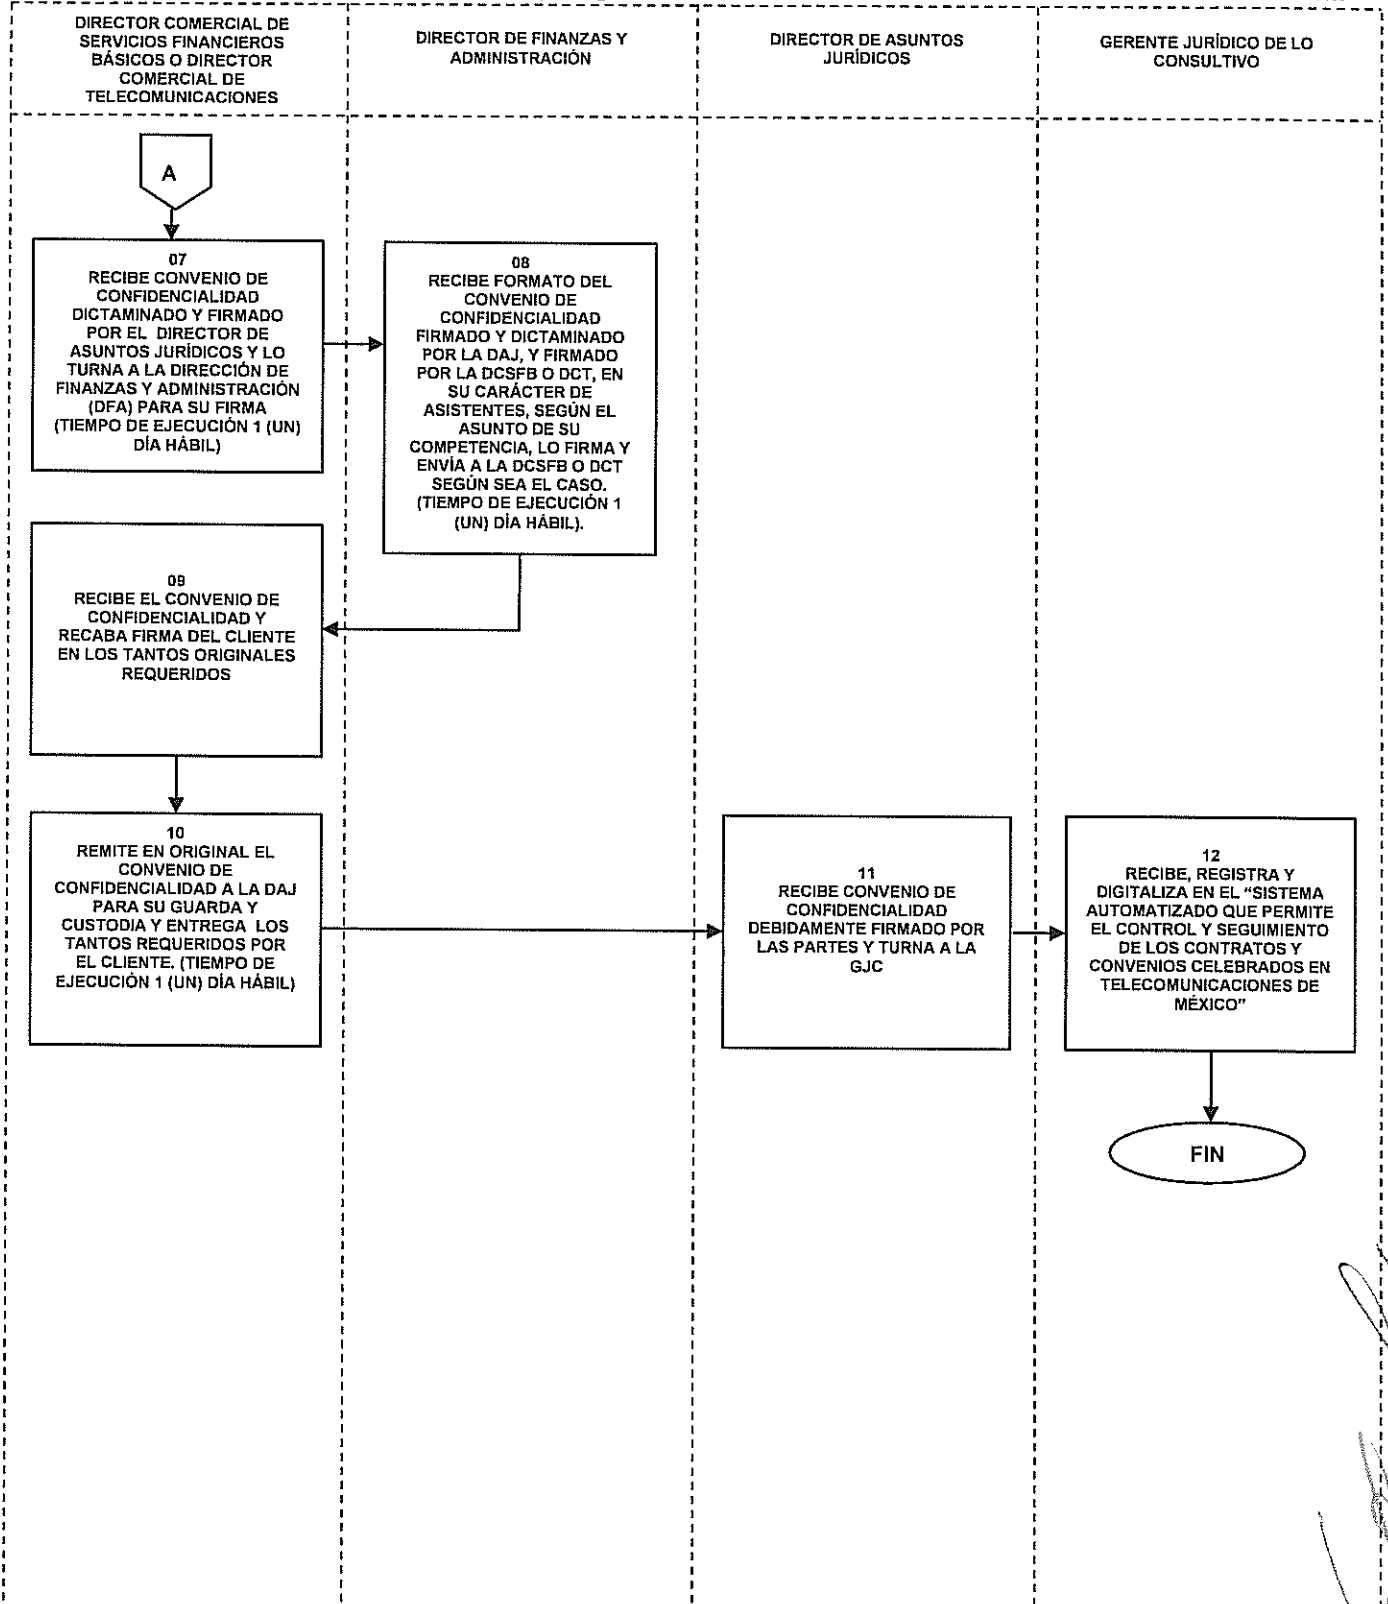 DIRECTOR COMERCIAL DE
SERVICIOS FINANCIEROS
BÁSICOS O DIRECTOR
COMERCIAL DE
TELECOMUNICACIONES
DIRECTOR DE FINANZAS Y
ADMINISTRACIÓN
DIRECTOR DE ASUNTOS
JURÍDICOS
GERENTE JURÍDICO DE LO
CONSULTIVO
A
07
RECIBE CONVENIO DE
CONFIDENCIALIDAD
DICTAMINADO Y FIRMADO
POR EL DIRECTOR DE
ASUNTOS JURÍDICOS Y LO
TURNA A LA DIRECCIÓN DE
FINANZAS Y ADMINISTRACIÓN
(DFA) PARA SU FIRMA
(TIEMPO DE EJECUCIÓN 1 (UN)
DÍA HÁBIL)
08
RECIBE FORMATO DEL
CONVENIO DE
CONFIDENCIALIDAD
FIRMADO Y DICTAMINADO
POR LA DAJ, Y FIRMADO
POR LA DCSFB O DCT, EN
SU CARÁCTER DE
ASISTENTES, SEGÚN EL
ASUNTO DE SU
COMPETENCIA, LO FIRMA Y
ENVÍA A LA DCSFB O DCT
SEGÚN SEA EL CASO.
(TIEMPO DE EJECUCIÓN 1
(UN) DÍA HÁBIL).
09
RECIBE EL CONVENIO DE
CONFIDENCIALIDAD Y
RECABA FIRMA DEL CLIENTE
EN LOS TANTOS ORIGINALES
REQUERIDOS
10
REMITE EN ORIGINAL EL
CONVENIO DE
CONFIDENCIALIDAD A LA DAJ
PARA SU GUARDA Y
CUSTODIA Y ENTREGA LOS
TANTOS REQUERIDOS POR
EL CLIENTE. (TIEMPO DE
EJECUCIÓN 1 (UN) DÍA HÁBIL)
11
RECIBE CONVENIO DE
CONFIDENCIALIDAD
DEBIDAMENTE FIRMADO POR
LAS PARTES Y TURNA A LA
GJC
12
RECIBE, REGISTRA Y
DIGITALIZA EN EL “SISTEMA
AUTOMATIZADO QUE PERMITE
EL CONTROL Y SEGUIMIENTO
DE LOS CONTRATOS Y
CONVENIOS CELEBRADOS EN
TELECOMUNICACIONES DE
MÉXICO”
FIN